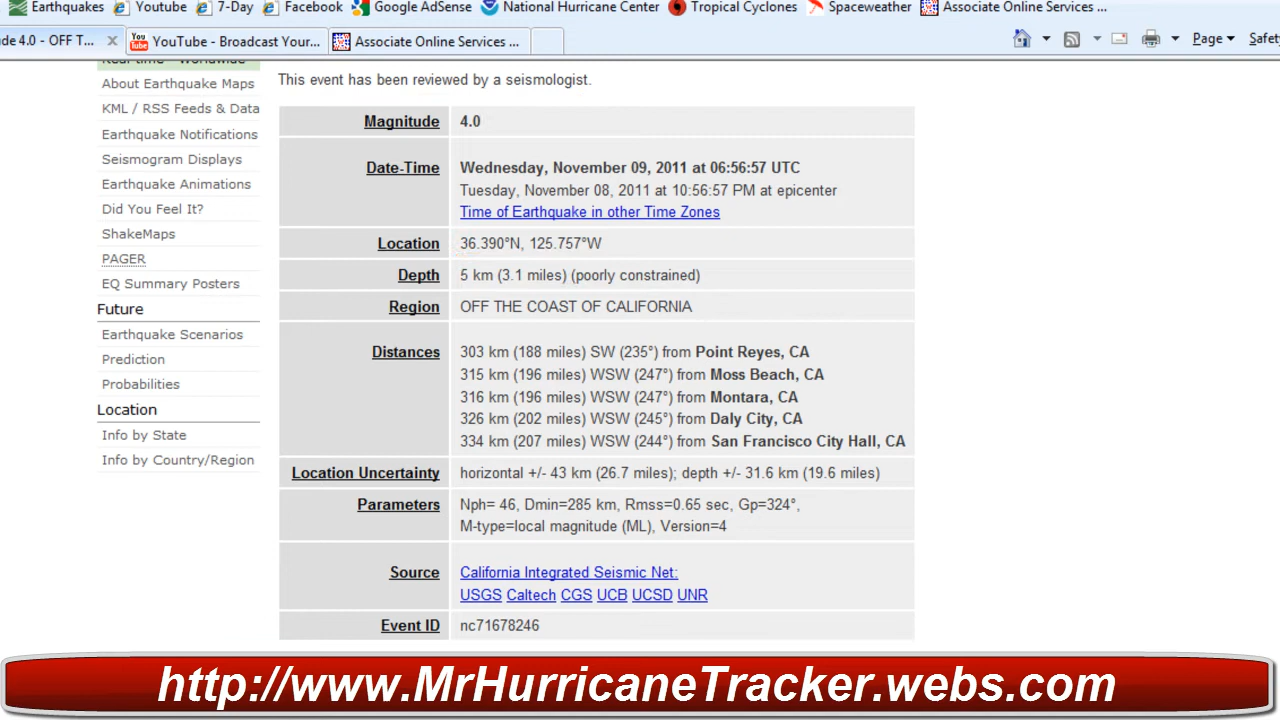 Earthquakes Youtube 7-Day Facebook Google AdSense National Hurricane Center Tropical Cyclones Spaceweather Associate Online Services ...
de 4.0 - OFF T... YouTube - Broadcast Your... Associate Online Services ... Page Safet
Real-time - Worldwide
About Earthquake Maps
KML / RSS Feeds & Data
Earthquake Notifications
Seismogram Displays
Earthquake Animations
Did You Feel It?
ShakeMaps
PAGER
EQ Summary Posters
Future
Earthquake Scenarios
Prediction
Probabilities
Location
Info by State
Info by Country/Region
This event has been reviewed by a seismologist.
Magnitude 4.0
Date-Time Wednesday, November 09, 2011 at 06:56:57 UTC
Tuesday, November 08, 2011 at 10:56:57 PM at epicenter
Time of Earthquake in other Time Zones
Location 36.390°N, 125.757°W
Depth 5 km (3.1 miles) (poorly constrained)
Region OFF THE COAST OF CALIFORNIA
Distances 303 km (188 miles) SW (235°) from Point Reyes, CA
315 km (196 miles) WSW (247°) from Moss Beach, CA
316 km (196 miles) WSW (247°) from Montara, CA
326 km (202 miles) WSW (245°) from Daly City, CA
334 km (207 miles) WSW (244°) from San Francisco City Hall, CA
Location Uncertainty horizontal +/- 43 km (26.7 miles); depth +/- 31.6 km (19.6 miles)
Parameters Nph= 46, Dmin=285 km, Rmss=0.65 sec, Gp=324°,
M-type=local magnitude (ML), Version=4
Source California Integrated Seismic Net:
USGS Caltech CGS UCB UCSD UNR
Event ID nc71678246
http://www.MrHurricaneTracker.webs.com